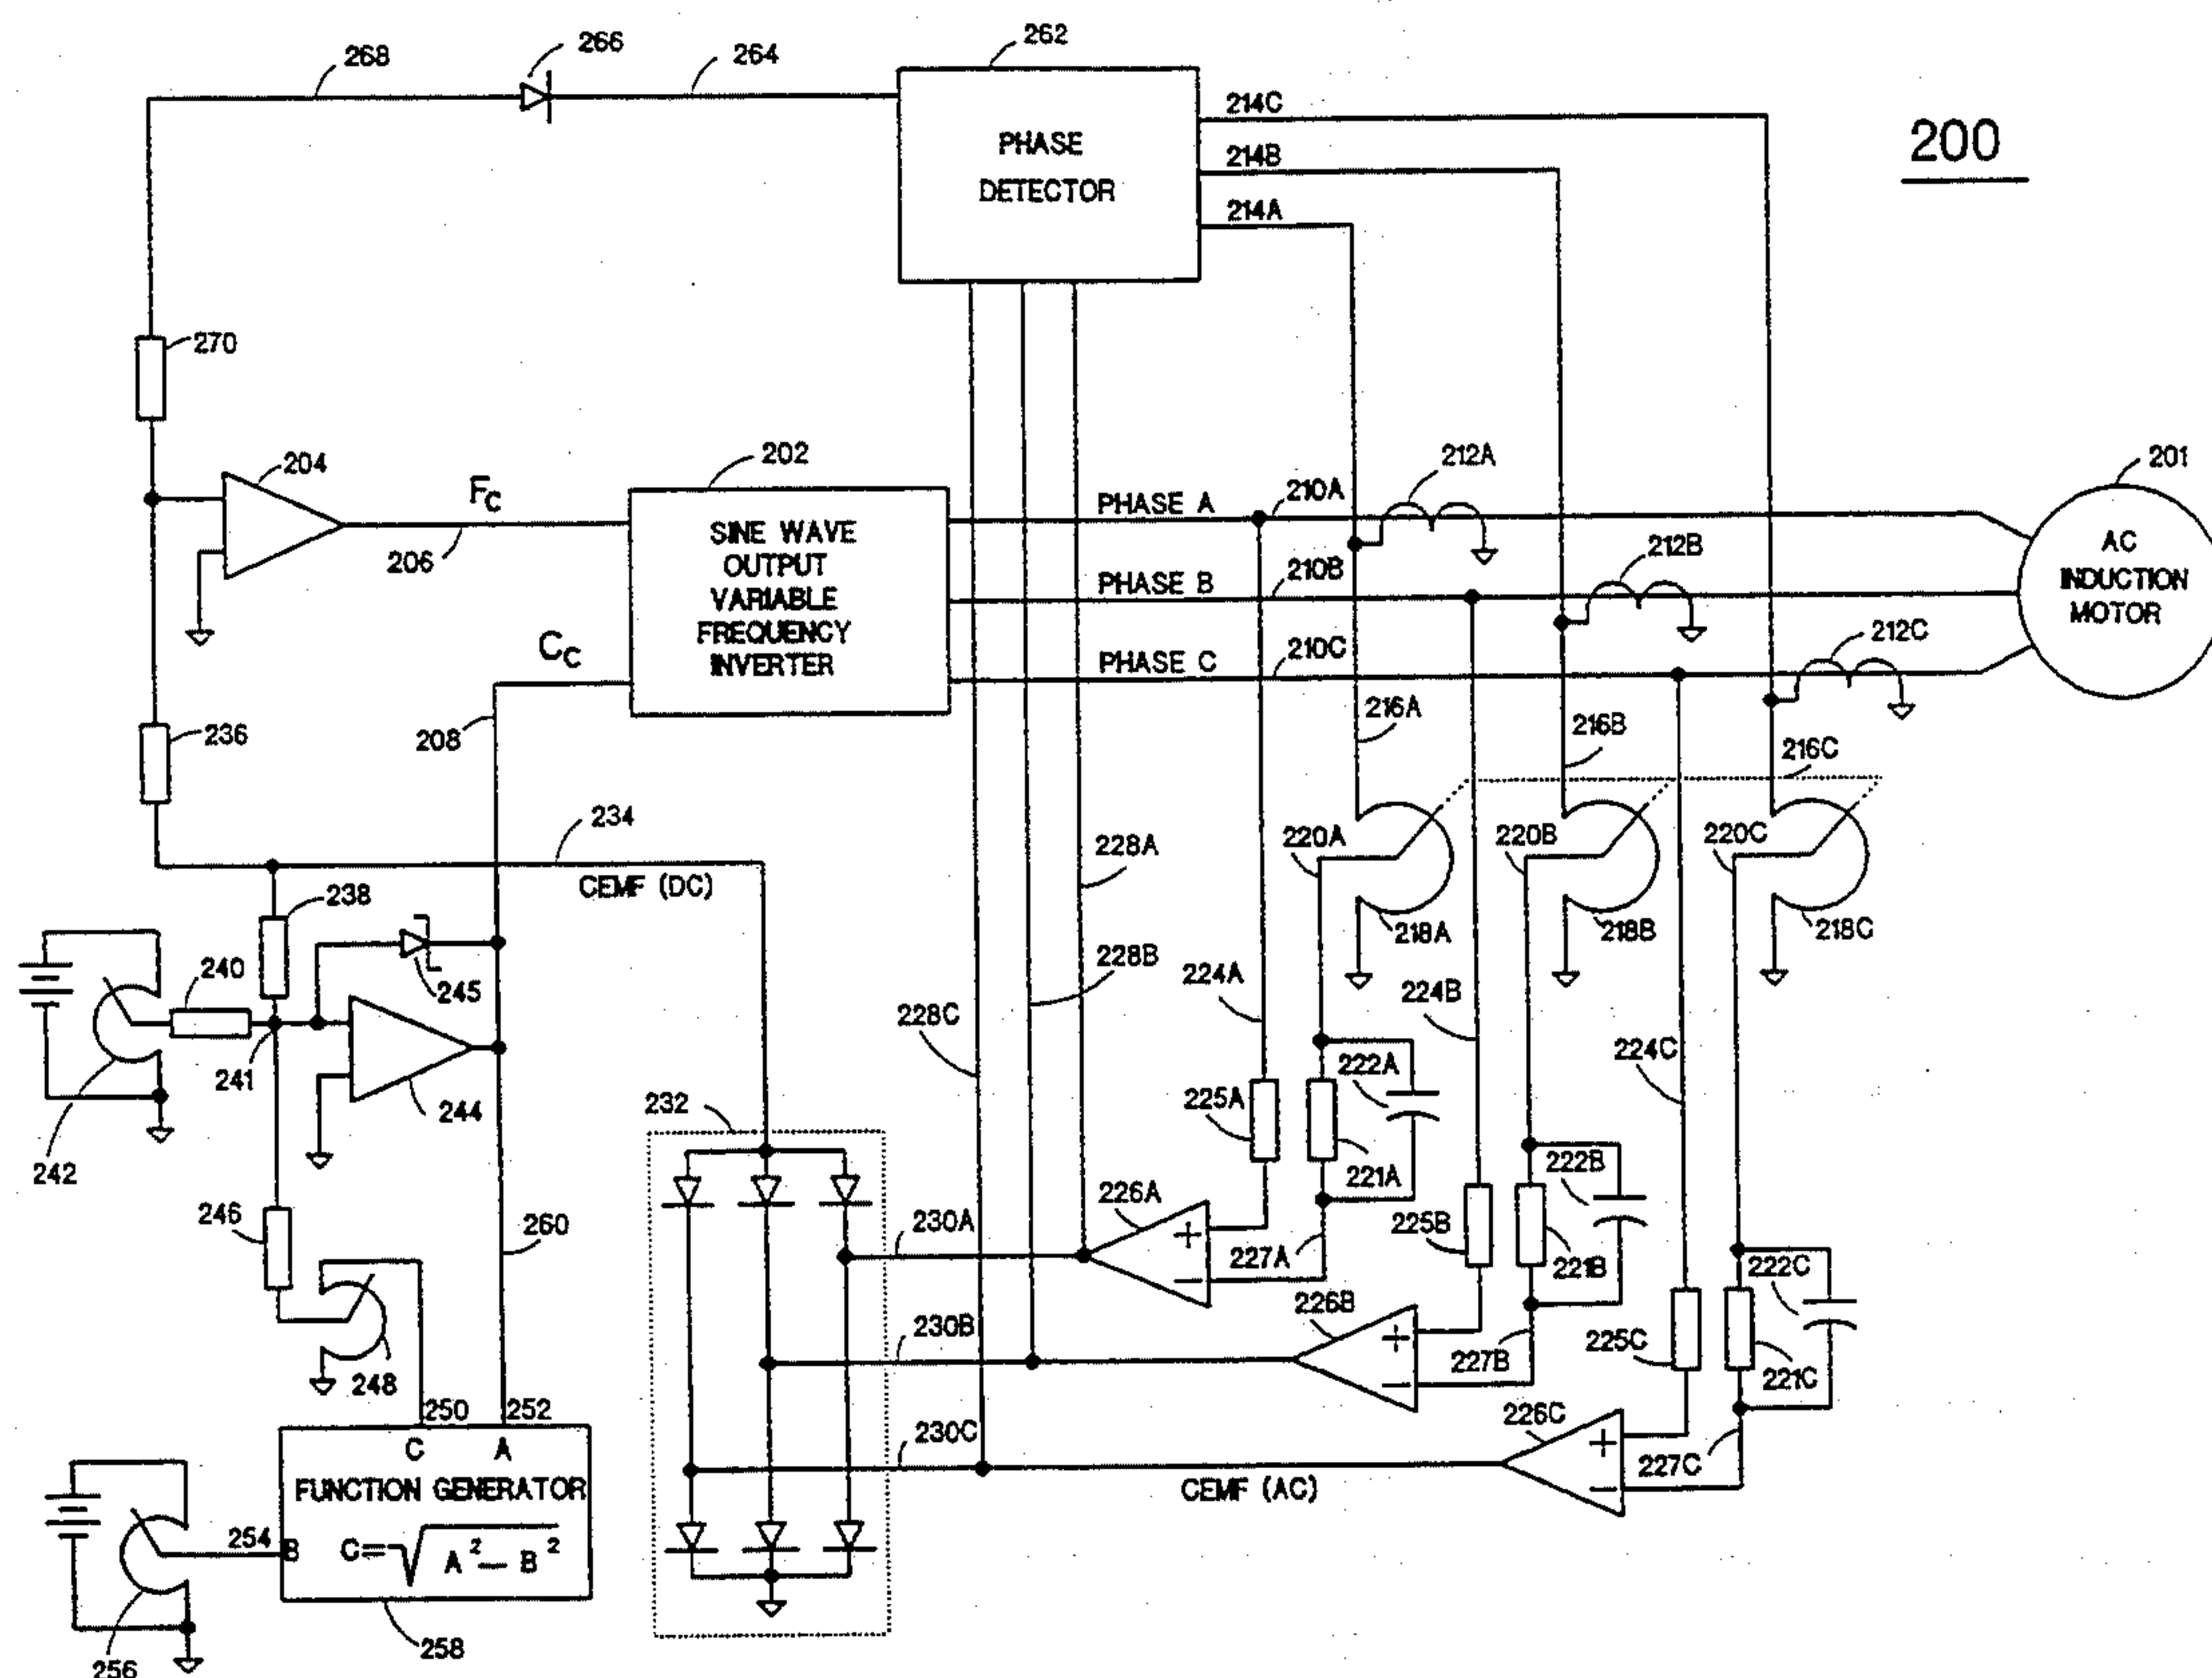 268
266
264
262
214C
200
PHASE
DETECTOR
214B
214A
270
204
FC
206
202
SINE WAVE
OUTPUT
VARIABLE
FREQUENCY
INVERTER
CC
208
PHASE A
210A
212A
PHASE B
210B
212B
PHASE C
210C
212C
201
AC
INDUCTION
MOTOR
236
216A
216B
216C
234
CEMF (DC)
228A
220A
220B
220C
238
218A
218B
218C
240
245
228B
224A
224B
241
228C
224C
242
244
232
225A
222A
221A
222B
246
260
226A
225B
221B
222C
230A
227A
226B
225C
221C
230B
227B
248
250
252
226C
230C
227C
CEMF (AC)
C A
FUNCTION GENERATOR
254
B
C=√A²−B²
256
258